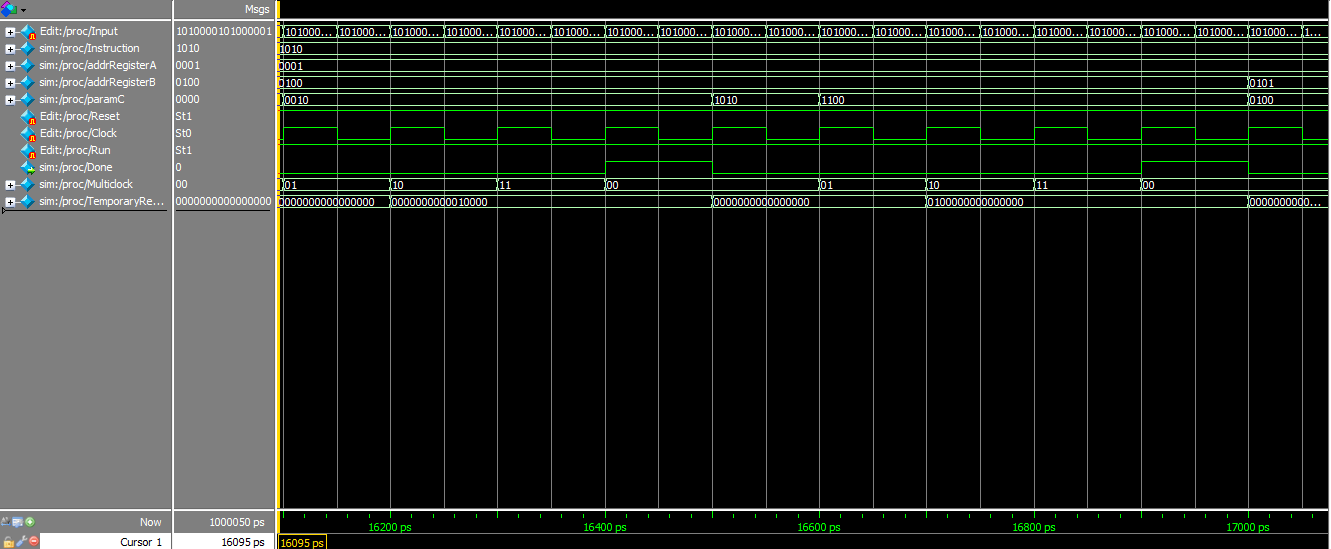 Msgs
Edit:/proc/Input 101000101000001 101000... 101000... 101000... 101000... 101000... 101000... 101000... 101000... 101000... 101000... 101000... 101000... 101000... 101000... 101000... 101000... 101000... 101000... 101000... 1...
sim:/proc/Instruction 1010 1010
sim:/proc/addrRegisterA 0001 0001
sim:/proc/addrRegisterB 0100 0100 0101
sim:/proc/paramC 0000 0010 1010 1100 0100
Edit:/proc/Reset St1
Edit:/proc/Clock St0
Edit:/proc/Run St1
sim:/proc/Done 0
sim:/proc/Multiclock 00 01 10 11 00 01 10 11 00
sim:/proc/TemporaryRe... 0000000000000000 0000000000000000 0000000000010000 0000000000000000 0100000000000000 0000000000...
Now 1000050 ps 16200 ps 16400 ps 16600 ps 16800 ps 17000 ps
Cursor 1 16095 ps 16095 ps